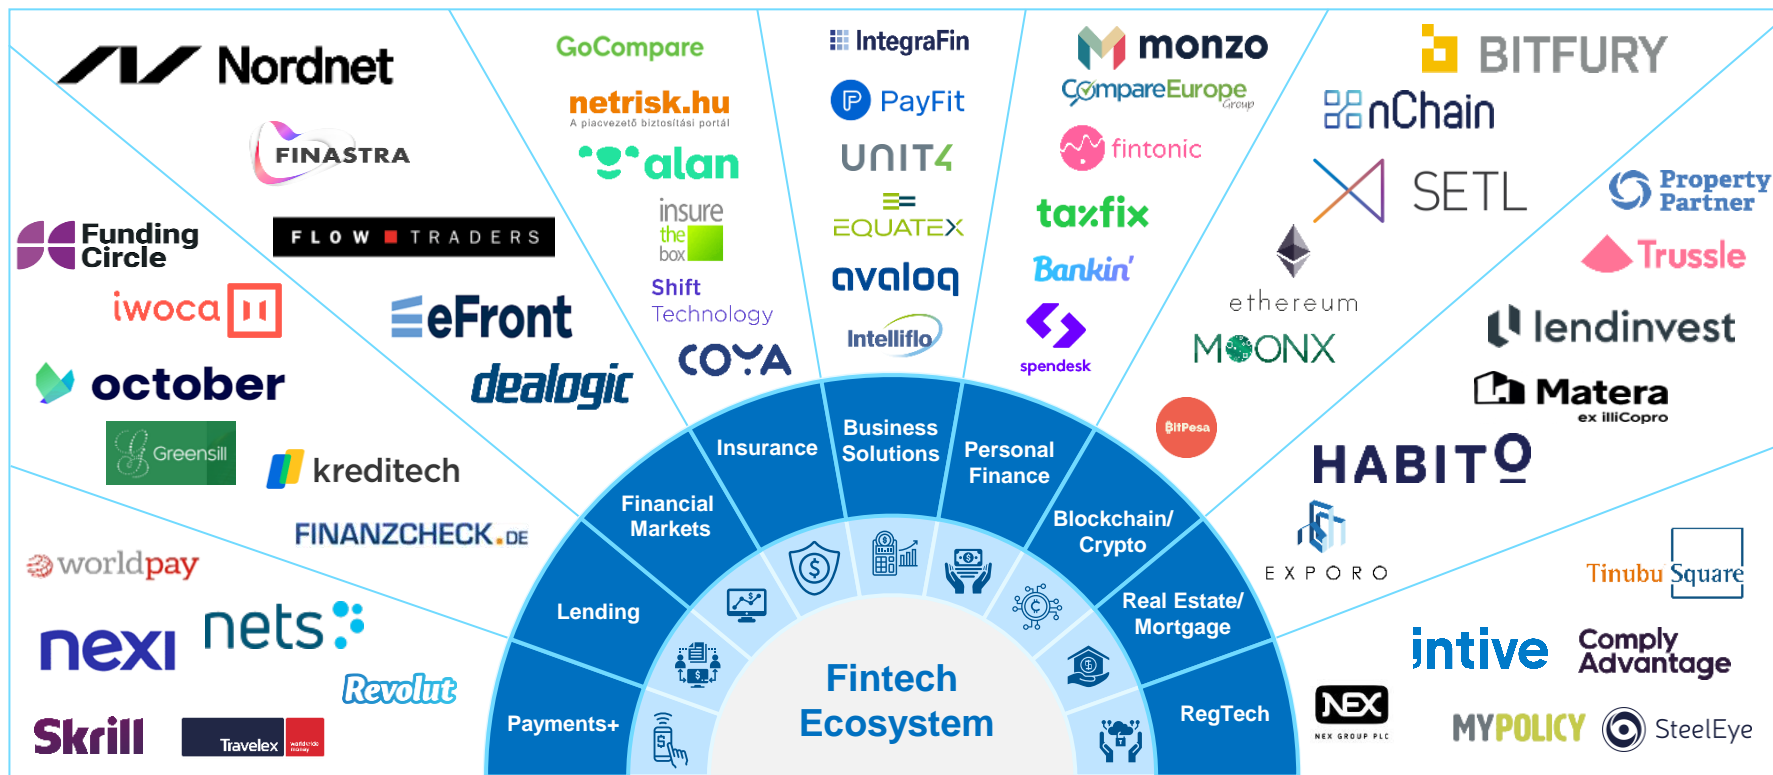 Nordnet
FINASTRA
FLOW TRADERS
eFront
dealogic
GoCompare
netrisk.hu
A piacvezető biztosítási portál
alan
insure
the
box
Shift
Technology
COYA
IntegraFin
PayFit
UNIT4
EQUATEX
avaloq
Intelliflo
monzo
CompareEurope
Group
fintonic
taxfix
Bankin'
spendesk
BITFURY
nChain
SETL
ethereum
MOONX
BitPesa
Property
Partner
Trussle
lendinvest
Matera
ex illiCopro
HABITO
EXPORO
Funding
Circle
iwoca
october
Greensill
kreditech
FINANZCHECK.DE
worldpay
nexi
nets
Revolut
Skrill
Travelex
worldwide
money
Tinubu Square
intive
Comply
Advantage
NEX
NEX GROUP PLC
MYPOLICY
SteelEye
Payments+
Lending
Financial
Markets
Insurance
Business
Solutions
Personal
Finance
Blockchain/
Crypto
Real Estate/
Mortgage
RegTech
Fintech
Ecosystem